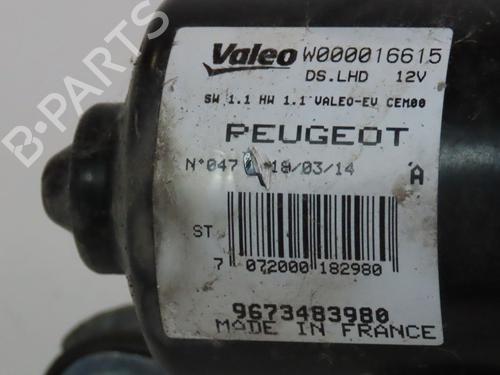 Valeo W000016615
DS.LHD 12V
SW 1.1 HW 1.1 VALEO-EV CEM00
PEUGEOT
N°047 18/03/14
A
ST
7 072000 182980
9673483980
MADE IN FRANCE